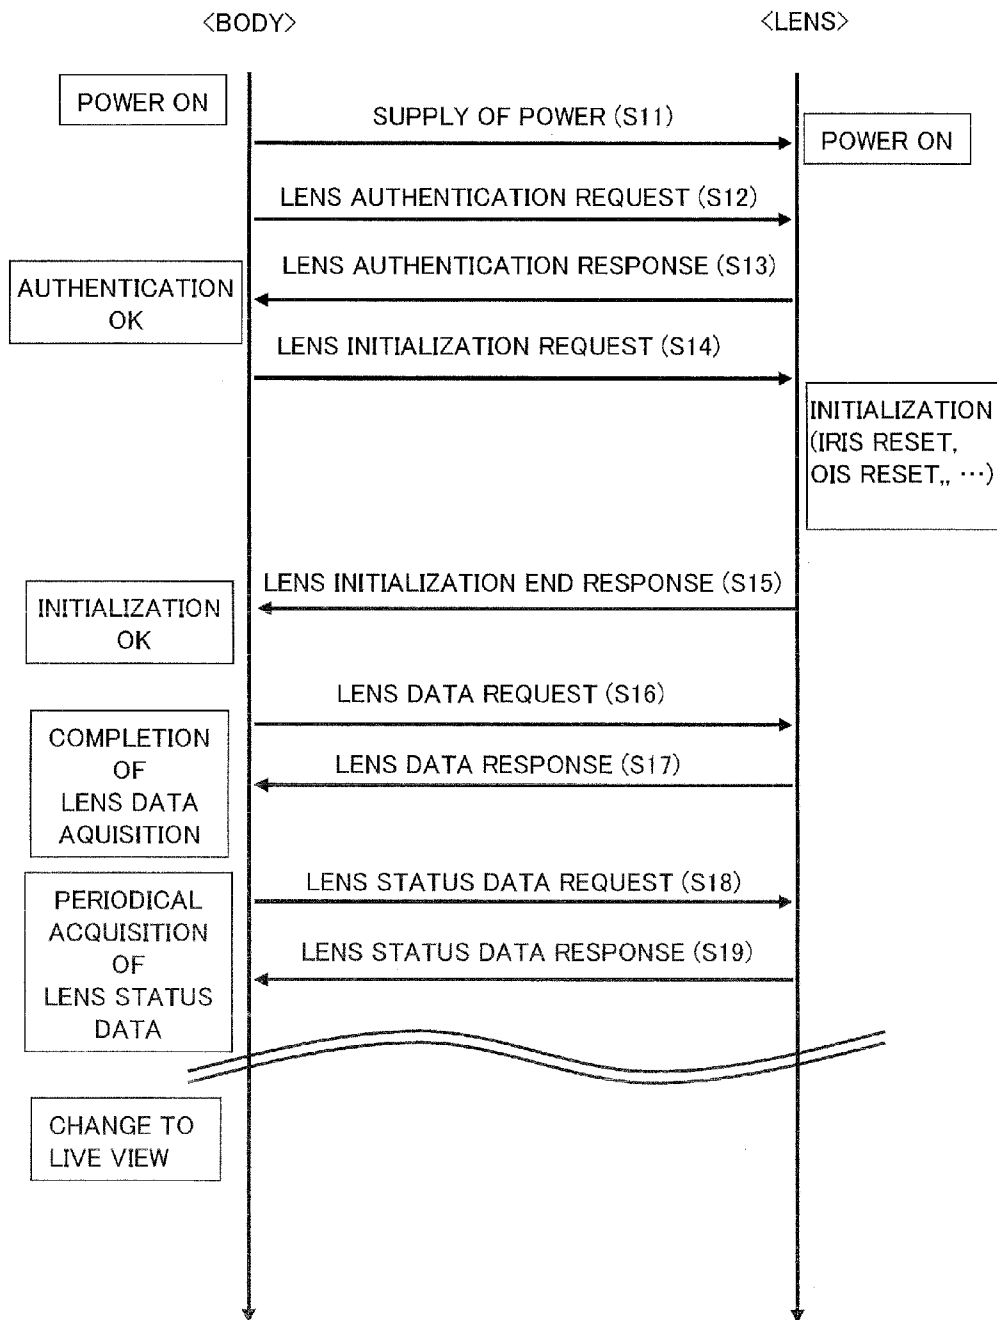 <BODY>
<LENS>
POWER ON
SUPPLY OF POWER (S11)
POWER ON
LENS AUTHENTICATION REQUEST (S12)
LENS AUTHENTICATION RESPONSE (S13)
AUTHENTICATION
OK
LENS INITIALIZATION REQUEST (S14)
INITIALIZATION
(IRIS RESET,
OIS RESET,, ⋯)
LENS INITIALIZATION END RESPONSE (S15)
INITIALIZATION
OK
LENS DATA REQUEST (S16)
COMPLETION
OF
LENS DATA
AQUISITION
LENS DATA RESPONSE (S17)
LENS STATUS DATA REQUEST (S18)
PERIODICAL
ACQUISITION
OF
LENS STATUS
DATA
LENS STATUS DATA RESPONSE (S19)
CHANGE TO
LIVE VIEW